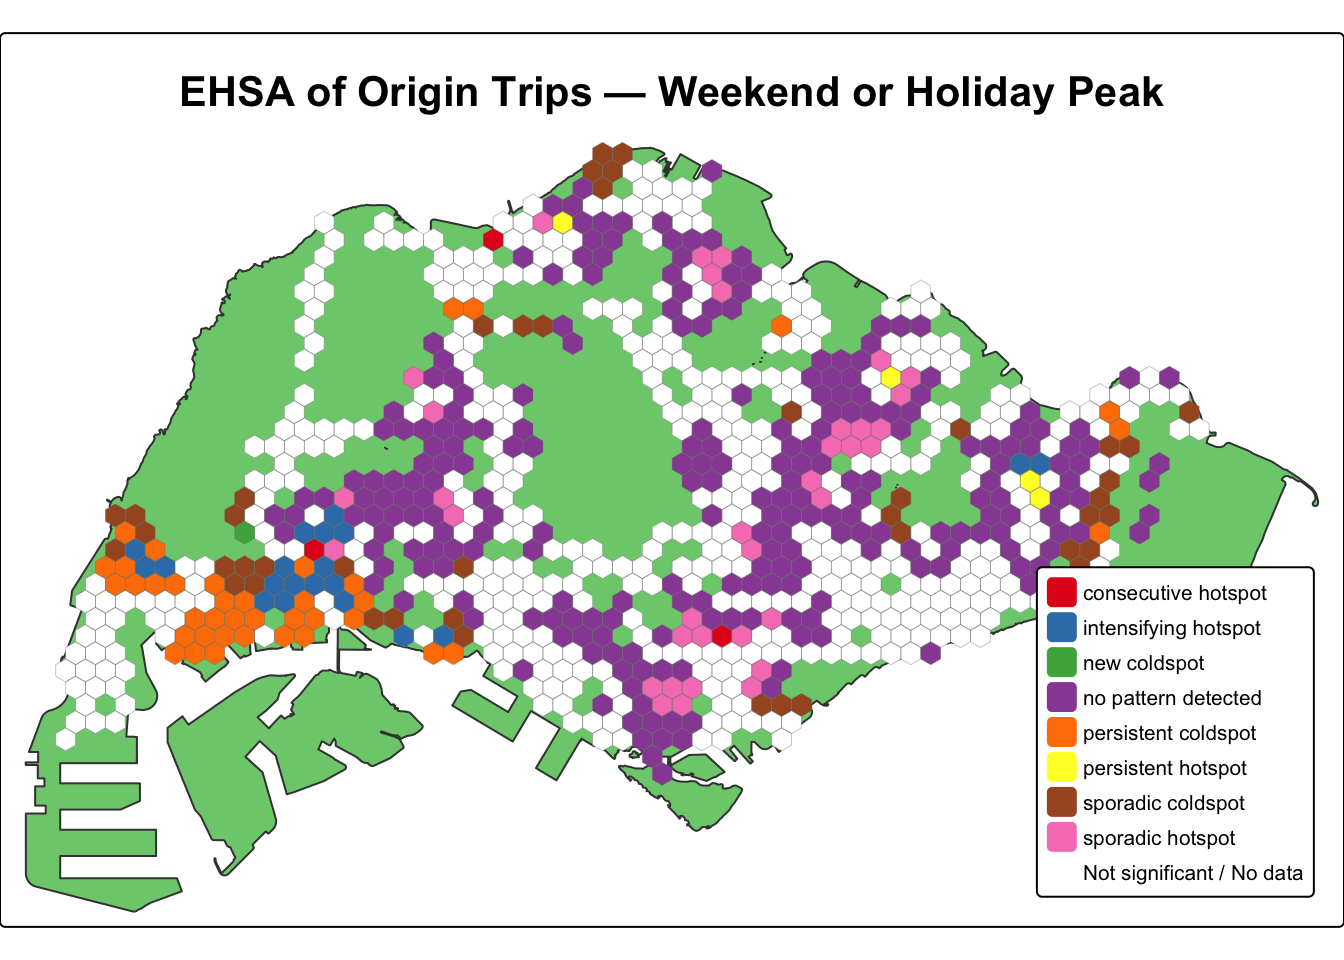 EHSA of Origin Trips — Weekend or Holiday Peak
consecutive hotspot
intensifying hotspot
new coldspot
no pattern detected
persistent coldspot
persistent hotspot
sporadic coldspot
sporadic hotspot
Not significant / No data